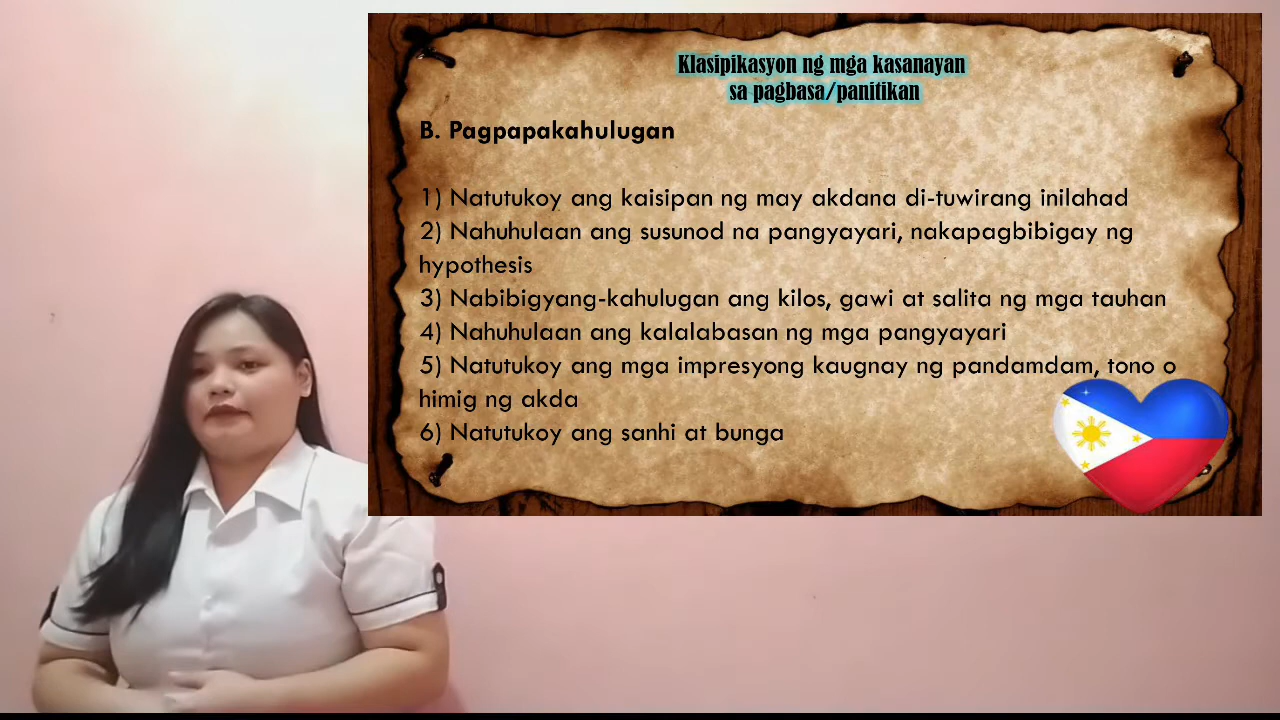 Klasipikasyon ng mga kasanayan
sa pagbasa/panitikan
B. Pagpapakahulugan
1) Natutukoy ang kaisipan ng may akdana di-tuwirang inilahad
2) Nahuhulaan ang susunod na pangyayari, nakapagbibigay ng
hypothesis
3) Nabibigyang-kahulugan ang kilos, gawi at salita ng mga tauhan
4) Nahuhulaan ang kalalabasan ng mga pangyayari
5) Natutukoy ang mga impresyong kaugnay ng pandamdam, tono o
himig ng akda
6) Natutukoy ang sanhi at bunga